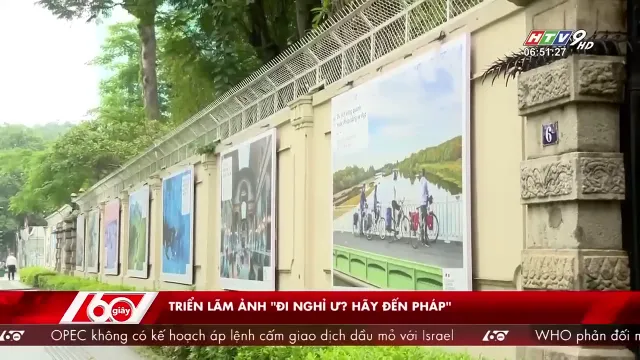 HTV9 HD
06:51:27
6
TRIỂN LÃM ẢNH "ĐI NGHỈ Ư? HÃY ĐẾN PHÁP"
60 giây
OPEC không có kế hoạch áp lệnh cấm giao dịch dầu mỏ với Israel 60 WHO phản đối m